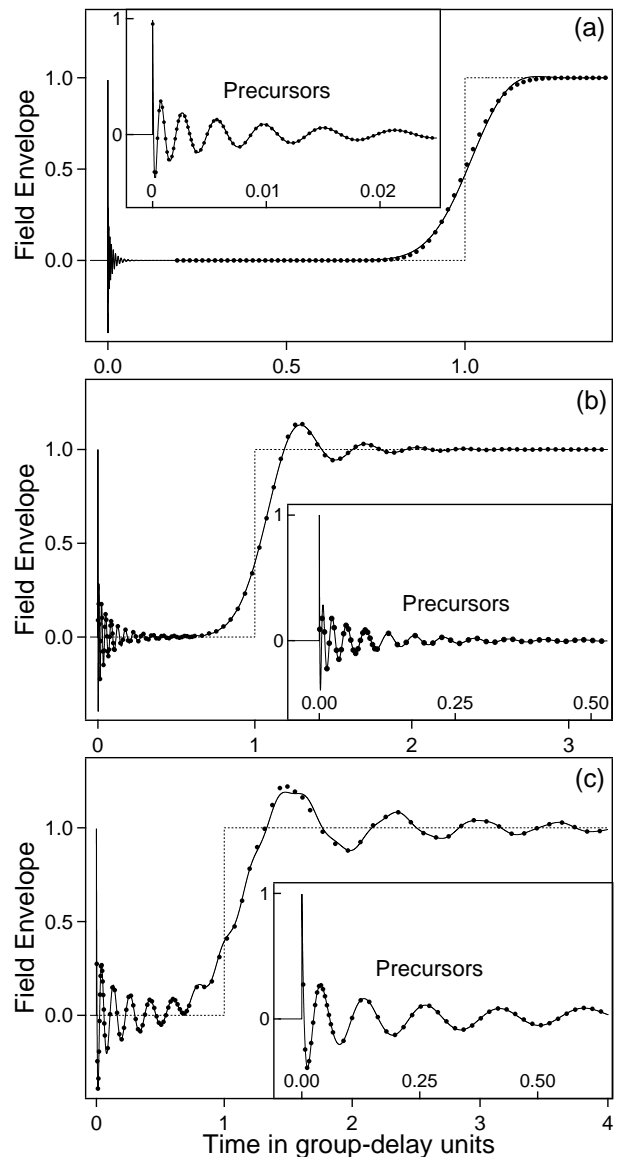 (a)
Precursors
1
0
0 0.01 0.02
Field Envelope
1.0
0.5
0.0
0.0 0.5 1.0
(b)
Precursors
1
0
0.00 0.25 0.50
Field Envelope
1.0
0.5
0.0
0 1 2 3
(c)
Precursors
1
0
0.00 0.25 0.50
Field Envelope
1.0
0.5
0.0
0 1 2 3 4
Time in group-delay units